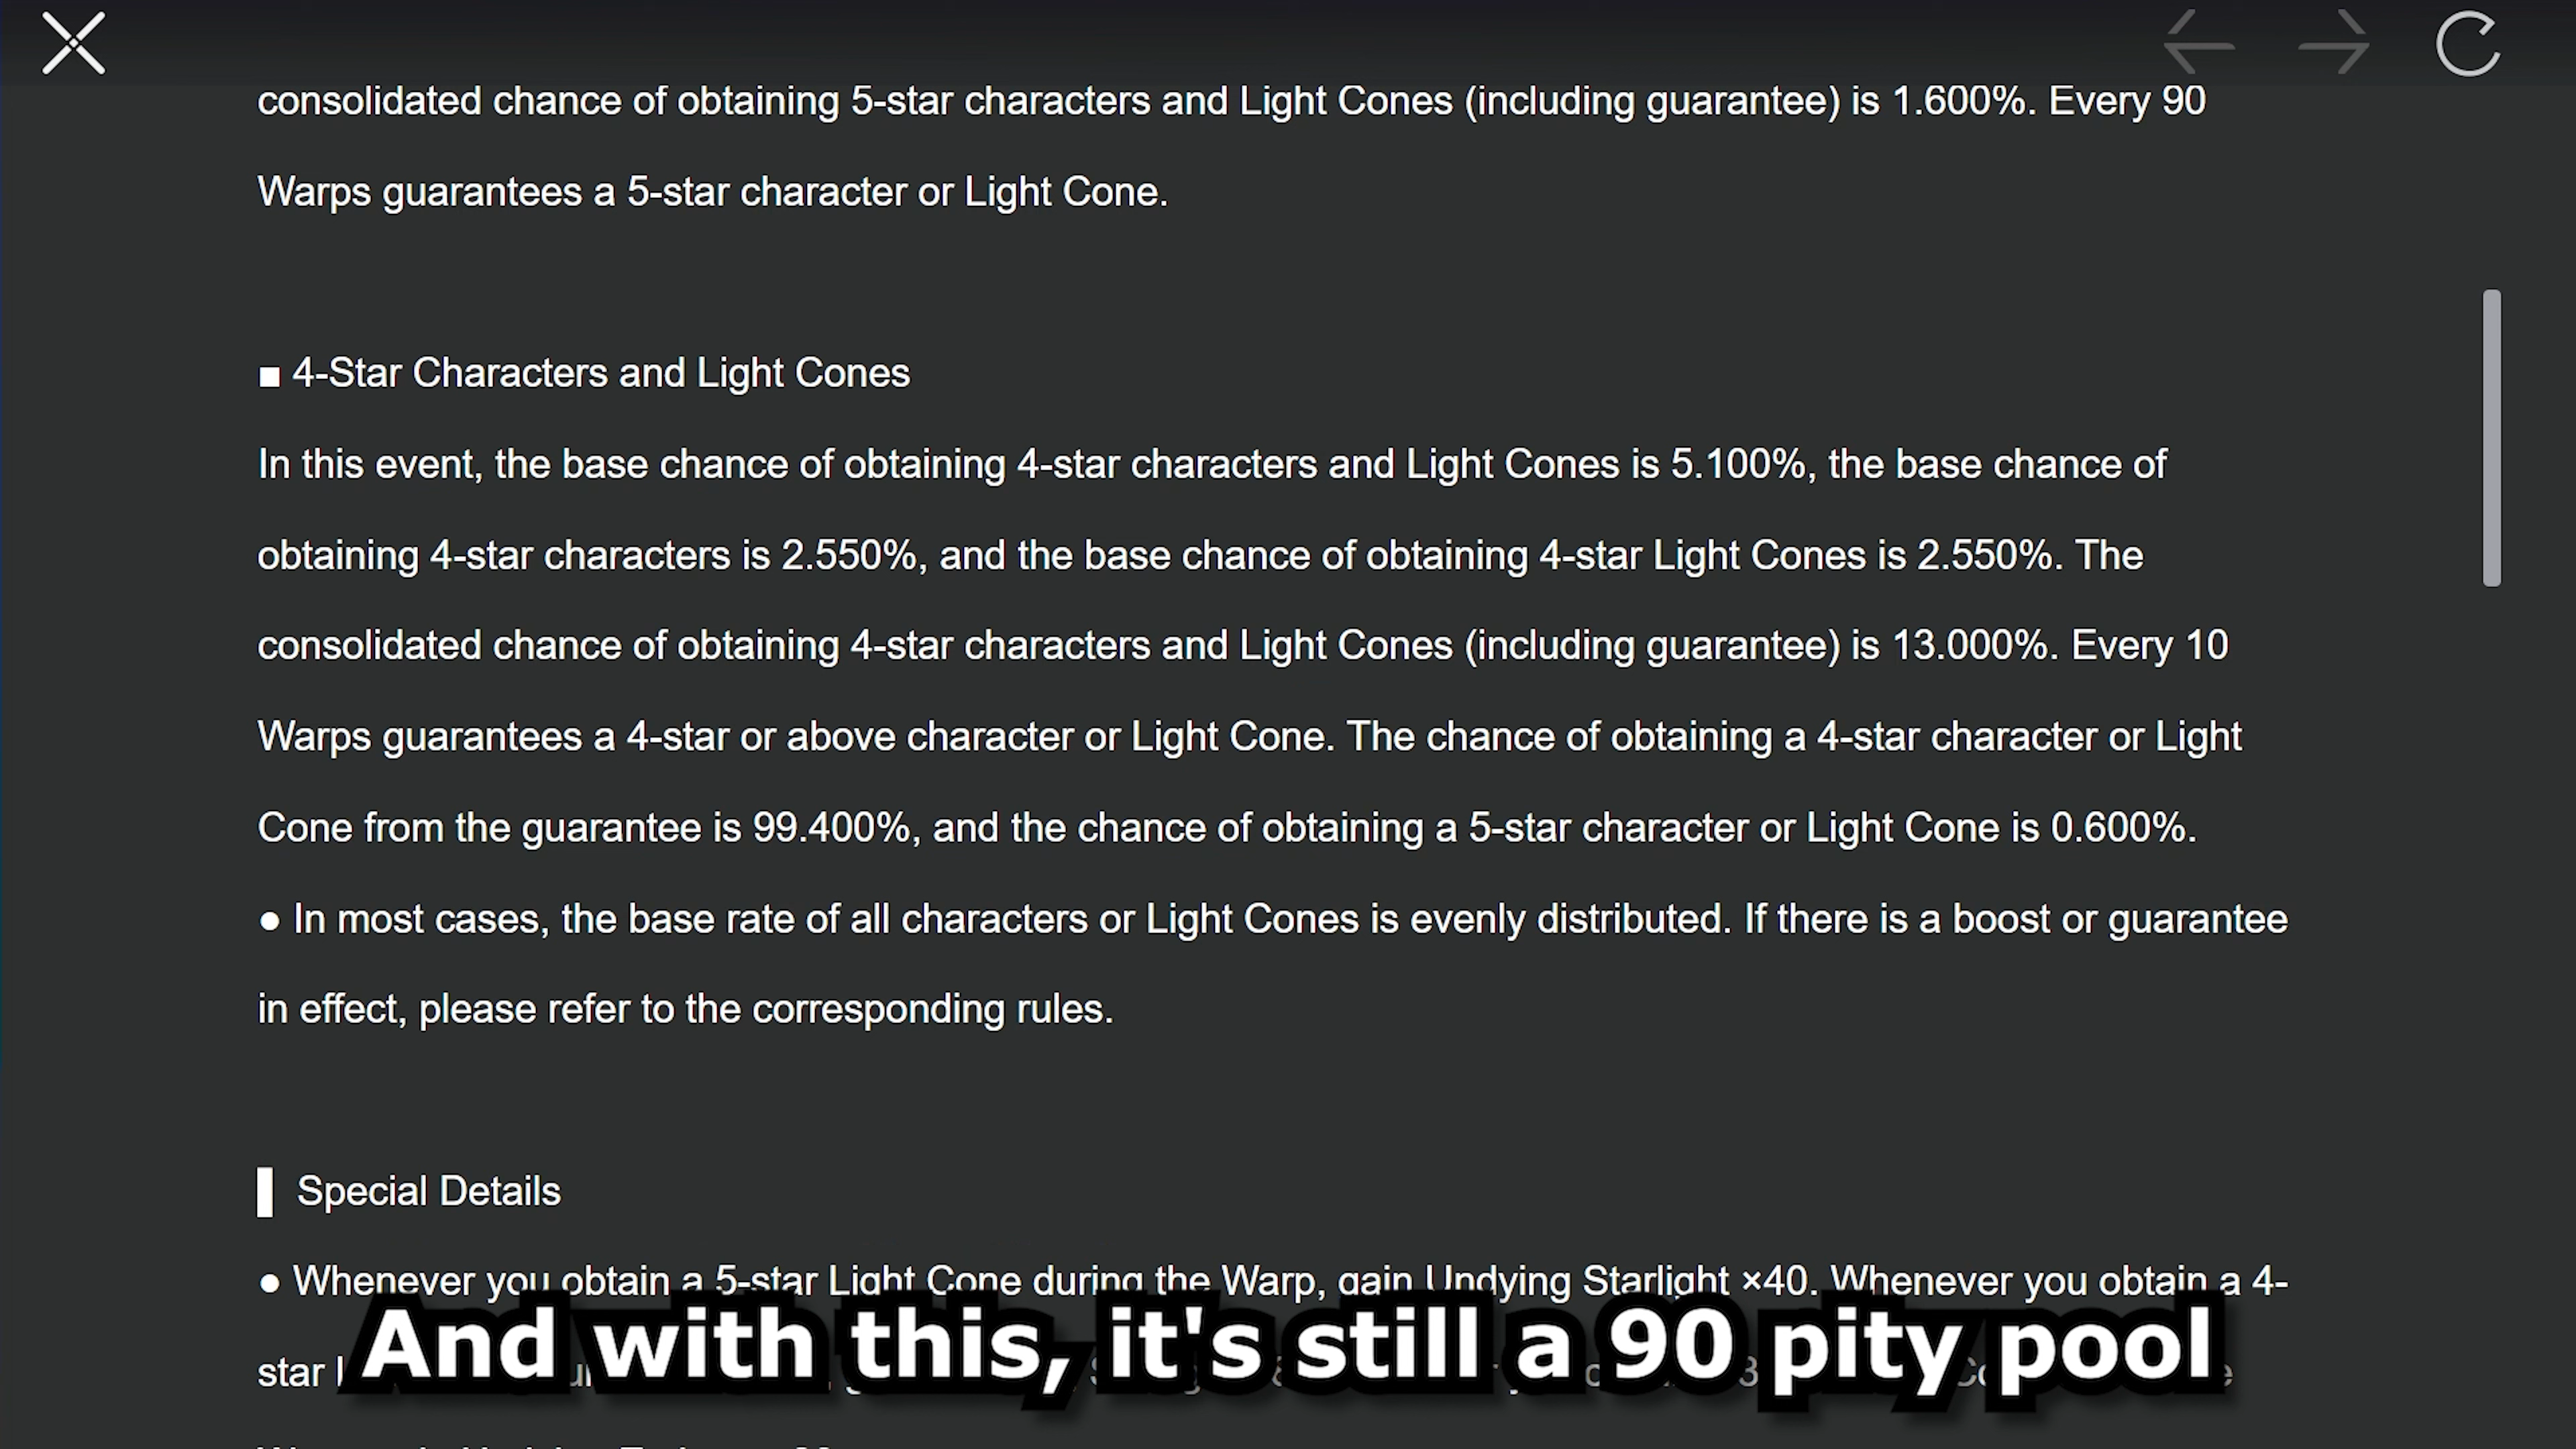 consolidated chance of obtaining 5-star characters and Light Cones (including guarantee) is 1.600%. Every 90
Warps guarantees a 5-star character or Light Cone.
■ 4-Star Characters and Light Cones
In this event, the base chance of obtaining 4-star characters and Light Cones is 5.100%, the base chance of
obtaining 4-star characters is 2.550%, and the base chance of obtaining 4-star Light Cones is 2.550%. The
consolidated chance of obtaining 4-star characters and Light Cones (including guarantee) is 13.000%. Every 10
Warps guarantees a 4-star or above character or Light Cone. The chance of obtaining a 4-star character or Light
Cone from the guarantee is 99.400%, and the chance of obtaining a 5-star character or Light Cone is 0.600%.
● In most cases, the base rate of all characters or Light Cones is evenly distributed. If there is a boost or guarantee
in effect, please refer to the corresponding rules.
Special Details
● Whenever you obtain a 5-star Light Cone during the Warp, gain Undying Starlight ×40. Whenever you obtain a 4-
star
And with this, it's still a 90 pity pool